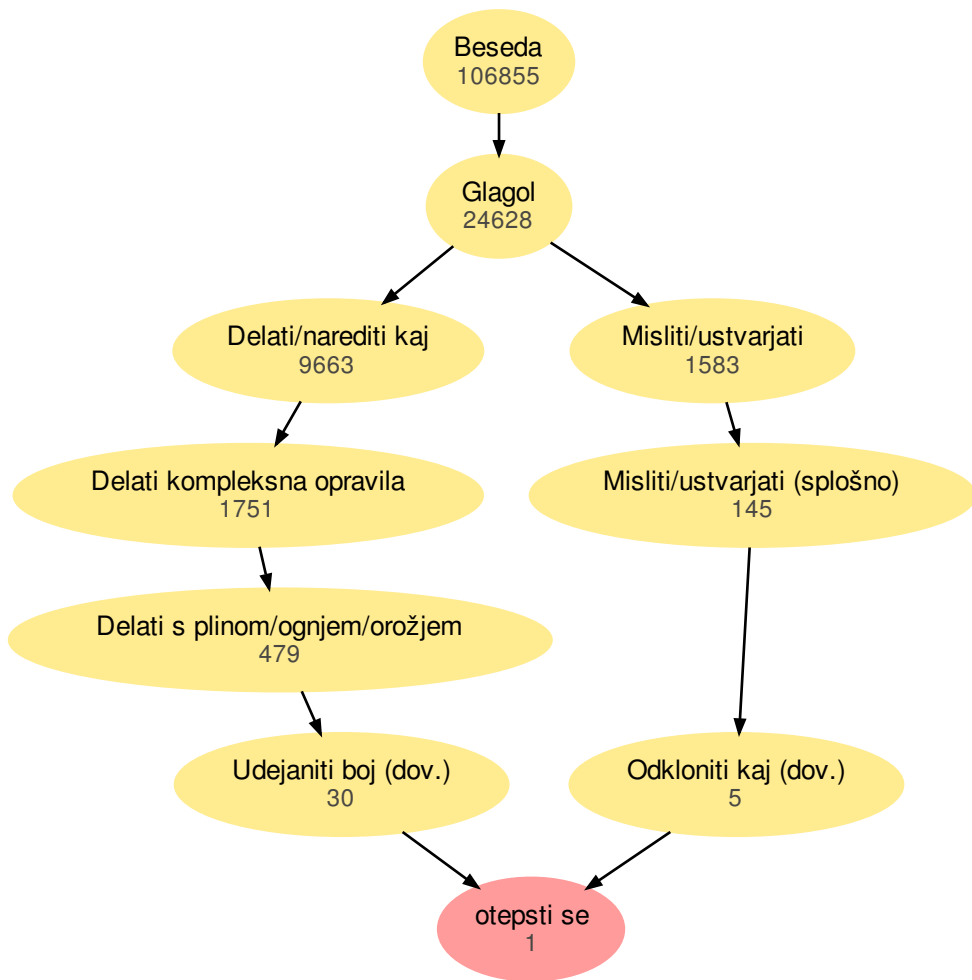 Beseda
106855
Glagol
24628
Delati/narediti kaj
9663
Misliti/ustvarjati
1583
Delati kompleksna opravila
1751
Misliti/ustvarjati (splošno)
145
Delati s plinom/ognjem/orožjem
479
Udejaniti boj (dov.)
30
Odkloniti kaj (dov.)
5
otepsti se
1